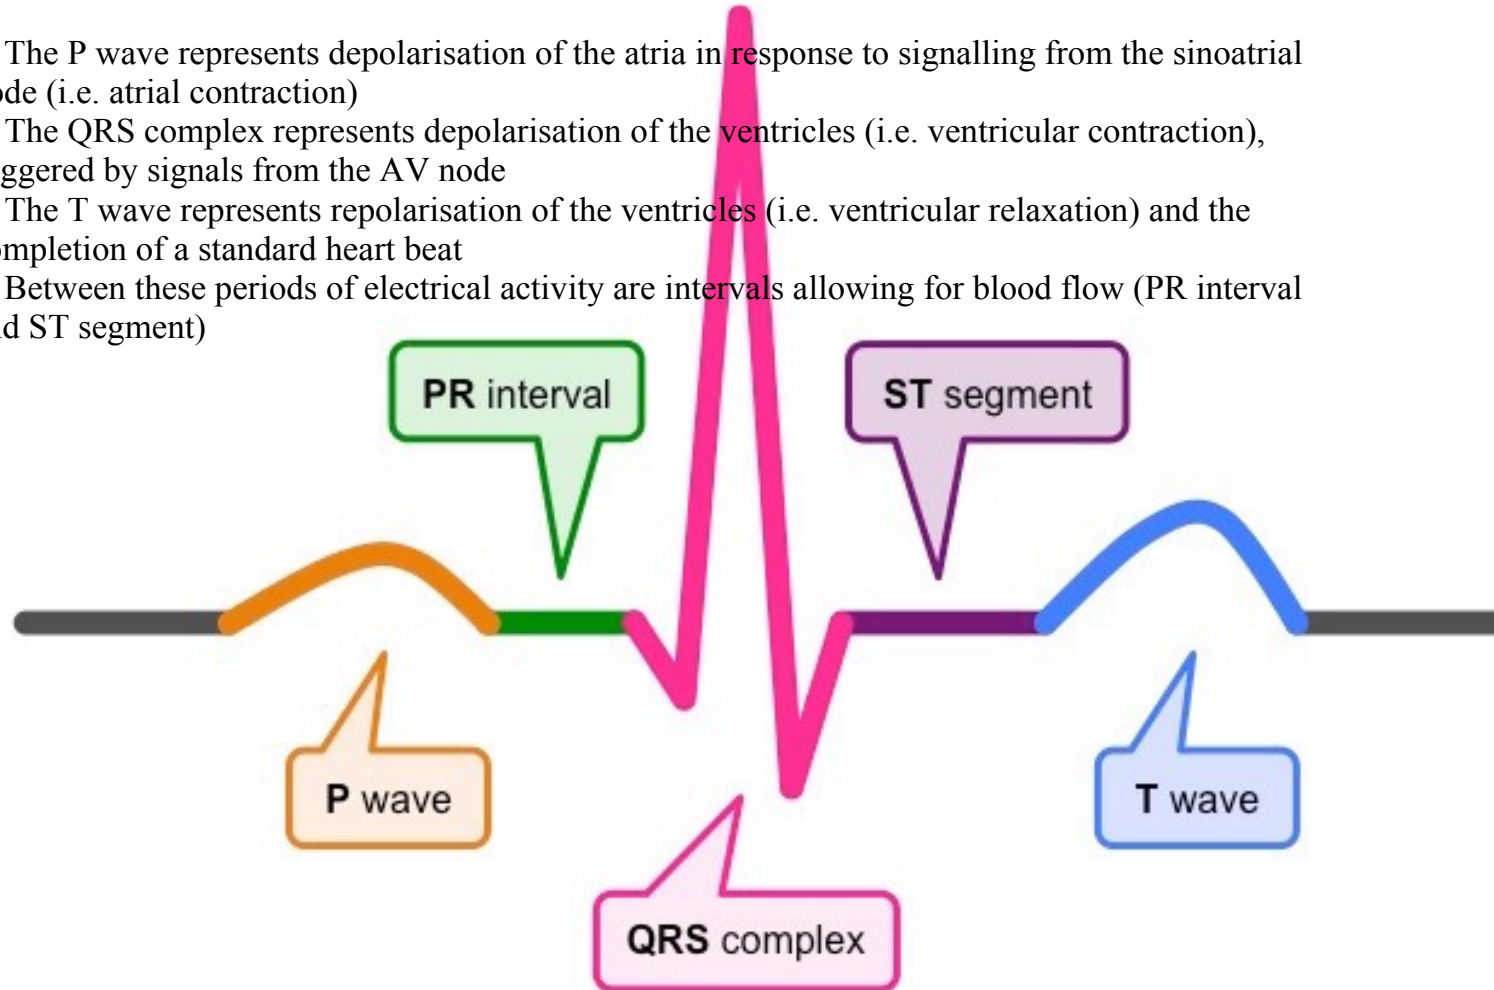 The P wave represents depolarisation of the atria in response to signalling from the sinoatrial
ode (i.e. atrial contraction)
The QRS complex represents depolarisation of the ventricles (i.e. ventricular contraction),
ggered by signals from the AV node
The T wave represents repolarisation of the ventricles (i.e. ventricular relaxation) and the
ompletion of a standard heart beat
Between these periods of electrical activity are intervals allowing for blood flow (PR interval
d ST segment)
PR interval
ST segment
P wave
T wave
QRS complex